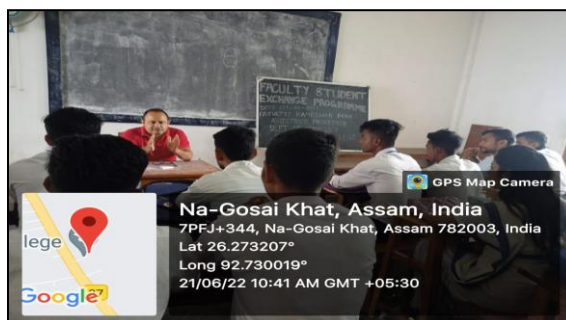 FACULTY STUDENT
EXCHANGE PROGRAMME
GPS Map Camera
Na-Gosai Khat, Assam, India
7PFJ+344, Na-Gosai Khat, Assam 782003, India
Lat 26.273207°
Long 92.730019°
21/06/22 10:41 AM GMT +05:30
lege
37
Google